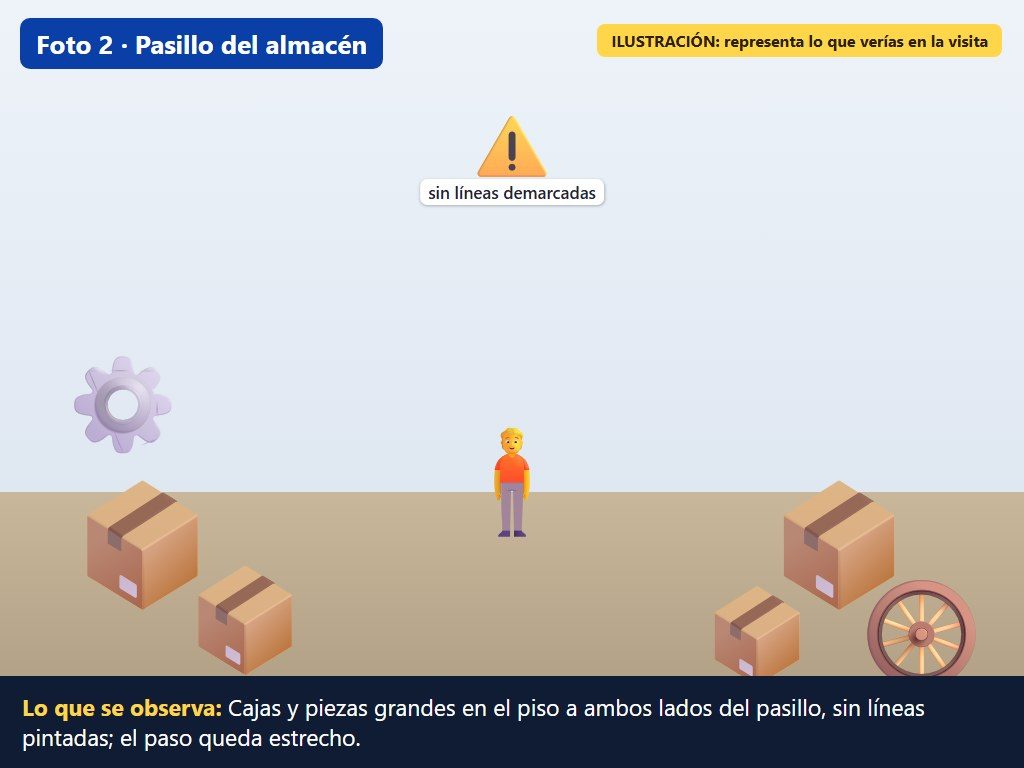 Foto 2 · Pasillo del almacén
ILUSTRACIÓN: representa lo que verías en la visita
sin líneas demarcadas
Lo que se observa: Cajas y piezas grandes en el piso a ambos lados del pasillo, sin líneas
pintadas; el paso queda estrecho.